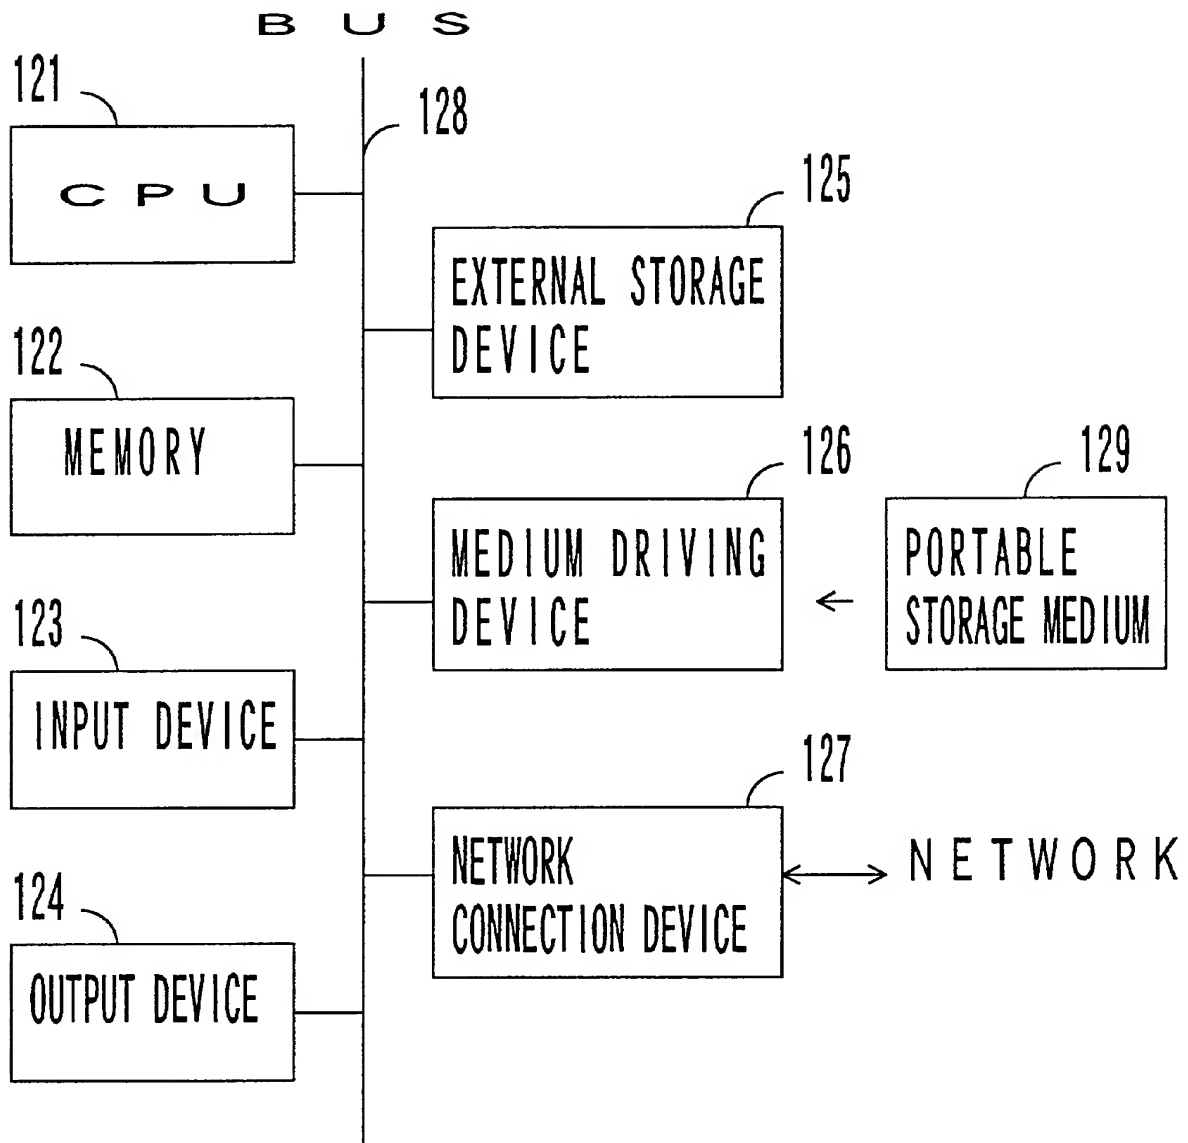 BUS
121
128
CPU
125
EXTERNAL STORAGE
DEVICE
122
MEMORY
126
129
MEDIUM DRIVING
DEVICE
PORTABLE
STORAGE MEDIUM
123
INPUT DEVICE
127
NETWORK
CONNECTION DEVICE
NETWORK
124
OUTPUT DEVICE